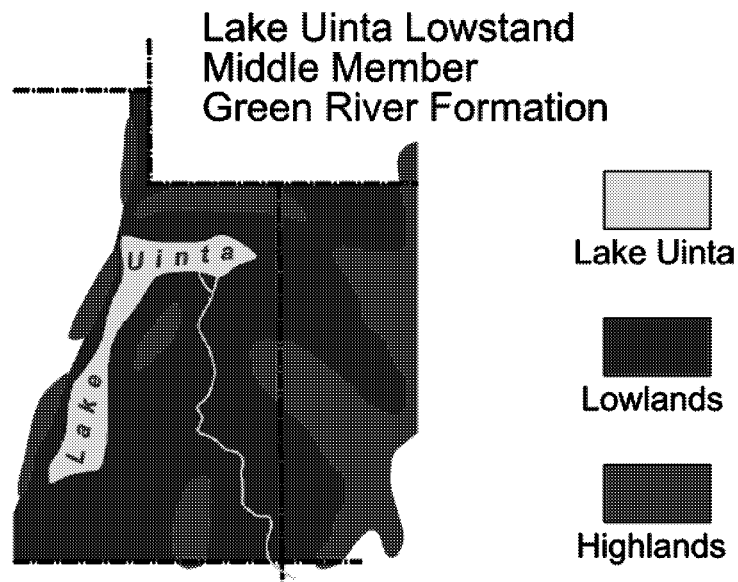 Lake Uinta Lowstand
Middle Member
Green River Formation
Uinta
Lake
Lake Uinta
Lowlands
Highlands